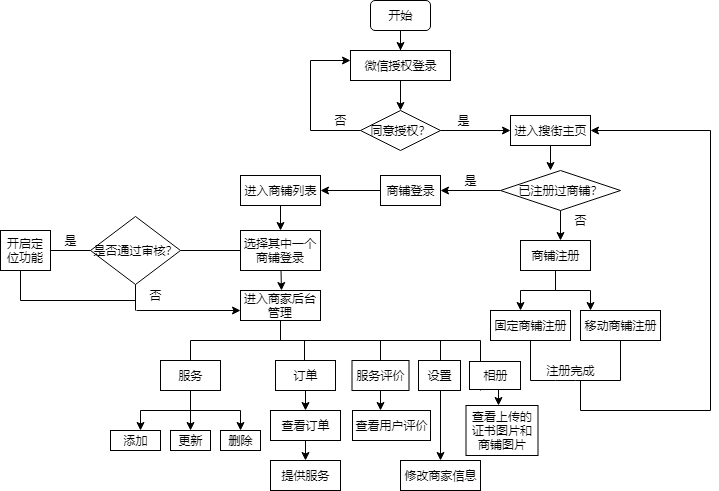 开始
微信授权登录
同意授权？
否
是
进入搜街主页
已注册过商铺？
是
否
商铺登录
进入商铺列表
选择其中一个
商铺登录
是否通过审核？
是
否
开启定
位功能
进入商家后台
管理
商铺注册
固定商铺注册
移动商铺注册
注册完成
服务
订单
服务评价
设置
相册
添加
更新
删除
查看订单
提供服务
查看用户评价
修改商家信息
查看上传的
证书图片和
商铺图片